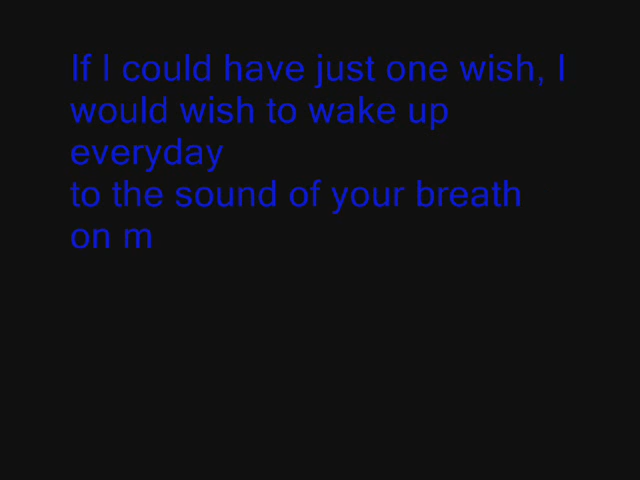 If I could have just one wish, I
would wish to wake up
everyday
to the sound of your breath
on m